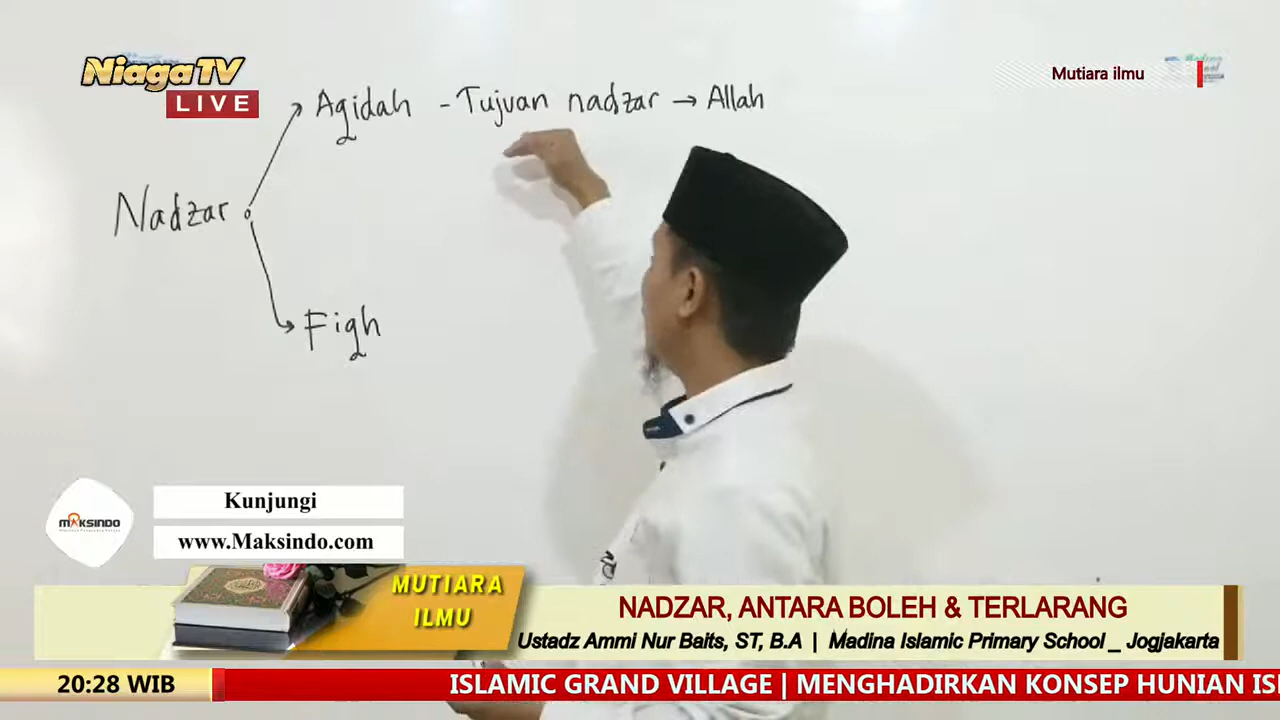 NiagaTV
LIVE
Mutiara ilmu
Aqidah - Tujuan nadzar → Allah
Nadzar
Fiqh
MAKSINDO
Kunjungi
www.Maksindo.com
MUTIARA
ILMU
NADZAR, ANTARA BOLEH & TERLARANG
Ustadz Ammi Nur Baits, ST, B.A | Madina Islamic Primary School _ Jogjakarta
20:28 WIB
ISLAMIC GRAND VILLAGE | MENGHADIRKAN KONSEP HUNIAN ISL